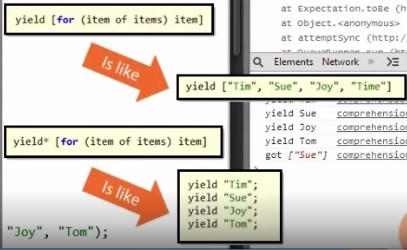 yield [for (item of items) item]
at Expectation.toBe (h
at Object.<anonymous>
at attemptSync (http:/
Is like
Elements Network »
yield ["Tim", "Sue", "Joy", "Time"]
yield Sue comprehension
yield Joy comprehension
yield Tom comprehension
got ["Sue"] comprehension
yield* [for (item of items) item]
Is like
yield "Tim";
yield "Sue";
yield "Joy";
yield "Tom";
"Joy", "Tom");